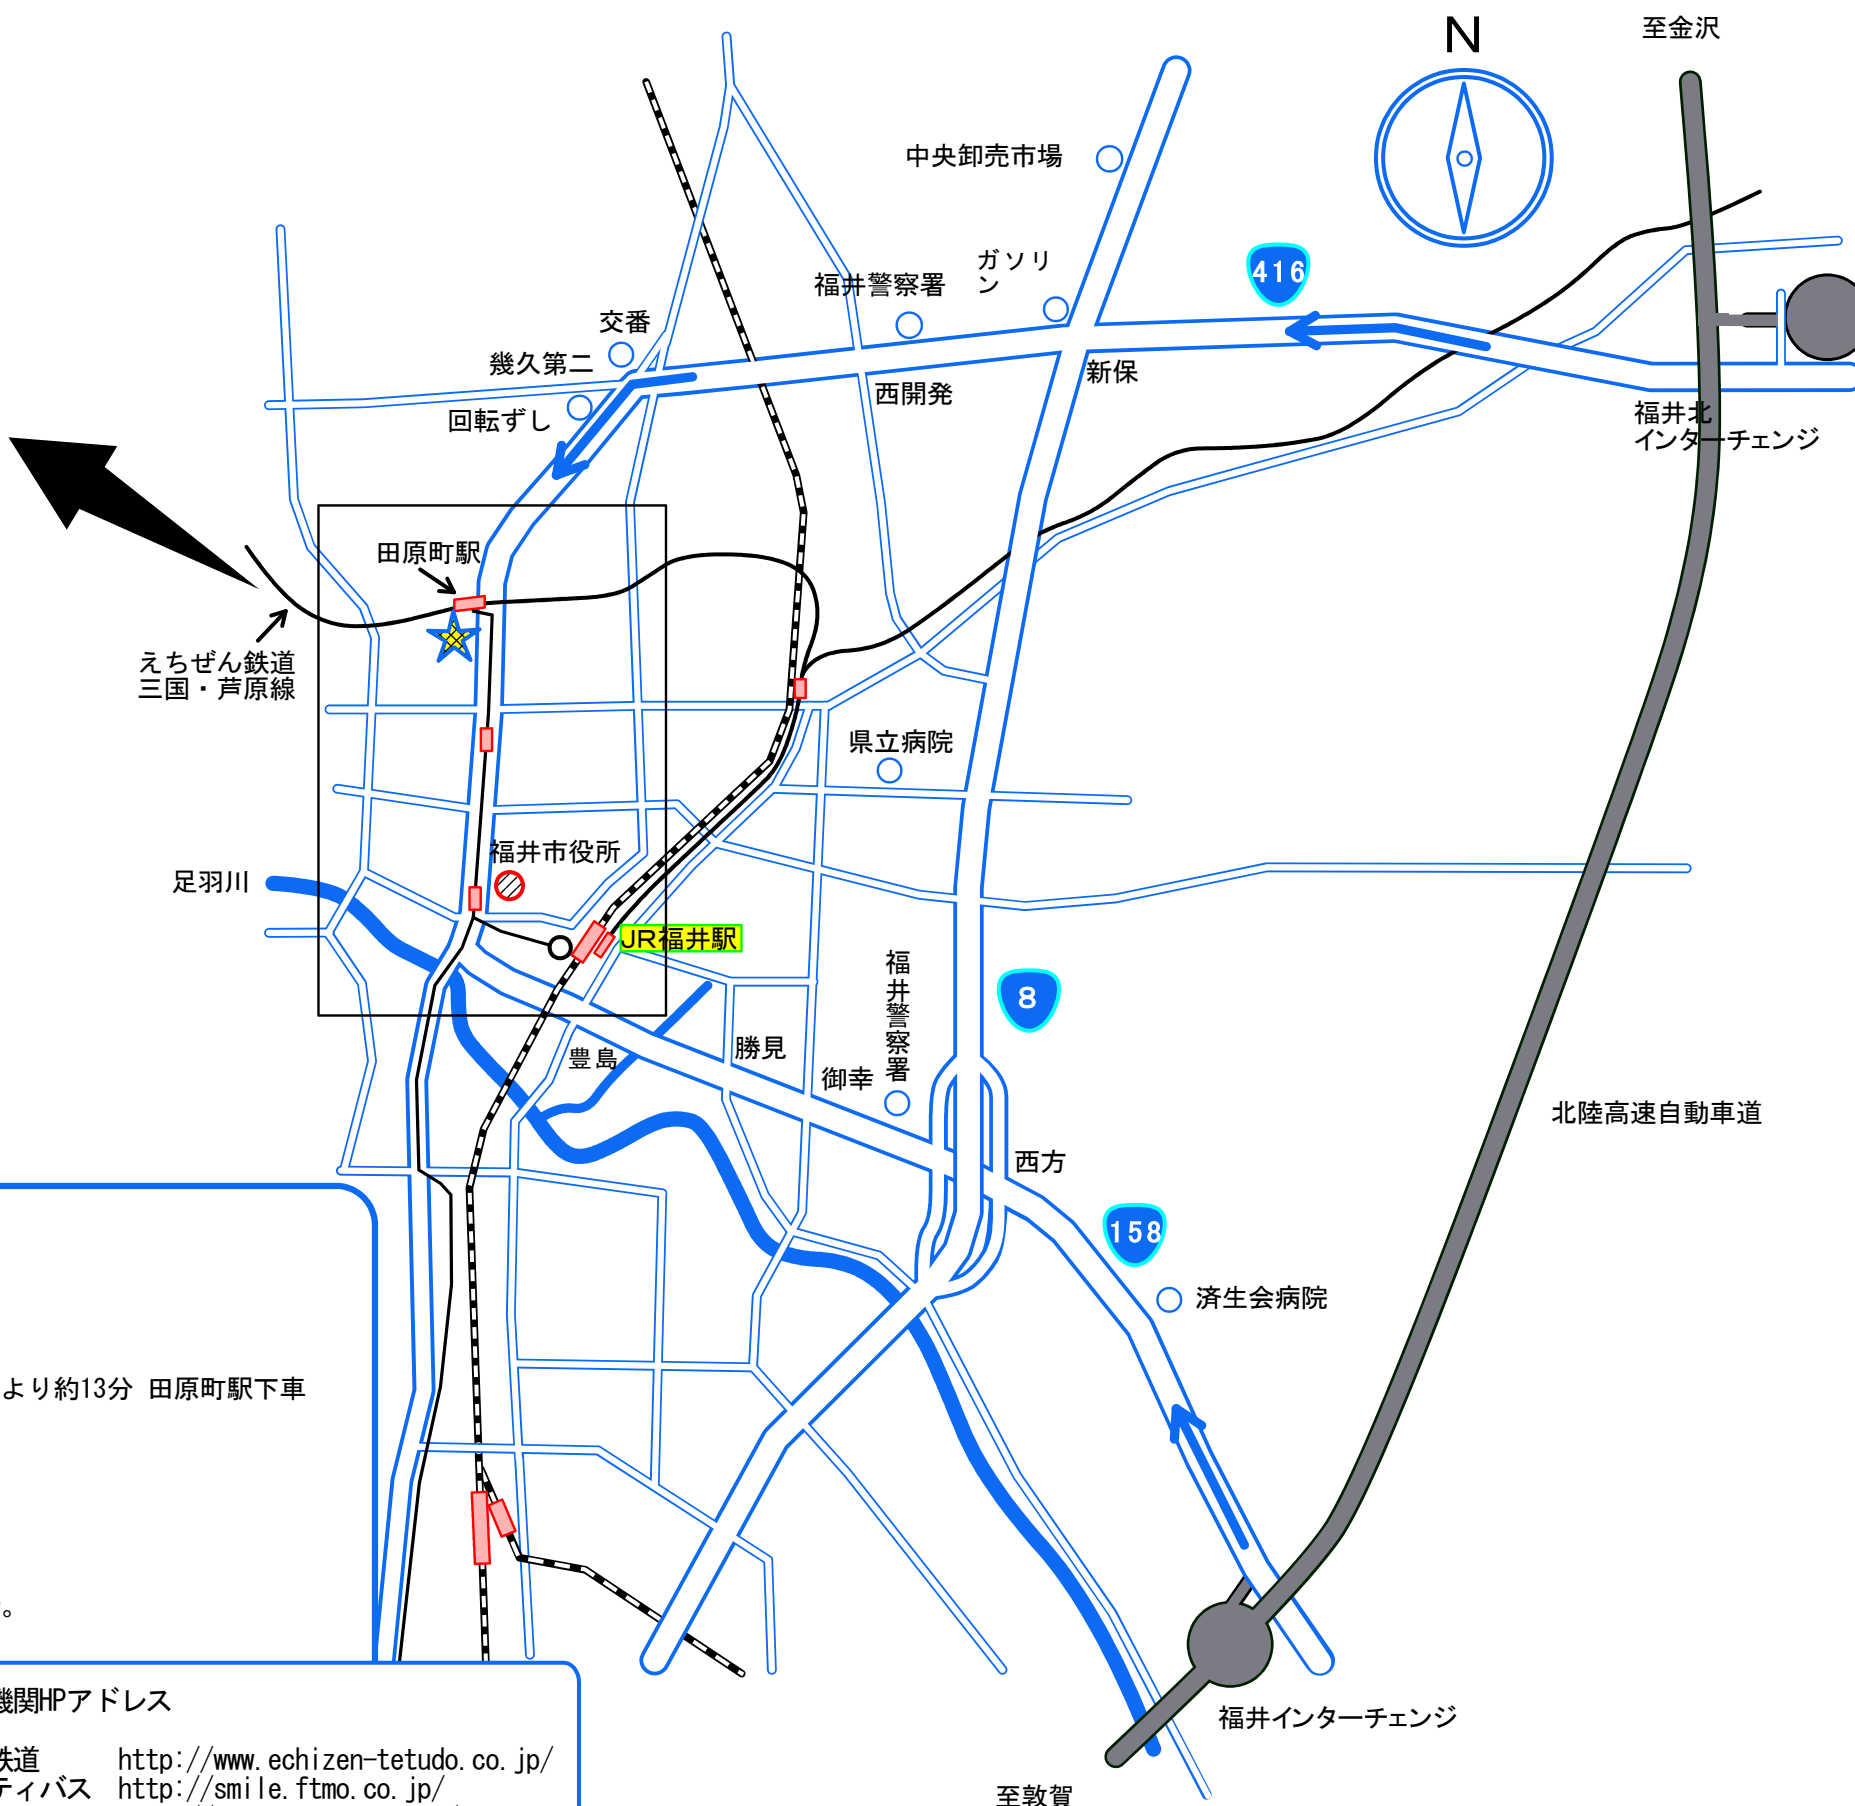 至金沢
N
中央卸売市場
ガソリ
ン
416
福井警察署
交番
幾久第二
新保
西開発
回転ずし
福井北
インターチェンジ
田原町駅
えちぜん鉄道
三国・芦原線
県立病院
福井市役所
足羽川
JR福井駅
福井警察署
8
勝見
豊島
御幸
北陸高速自動車道
西方
158
済生会病院
より約13分 田原町駅下車
。
機関HPアドレス
福井インターチェンジ
鉄道 http://www.echizen-tetudo.co.jp/
ティバス http://smile.ftmo.co.jp/
至敦賀